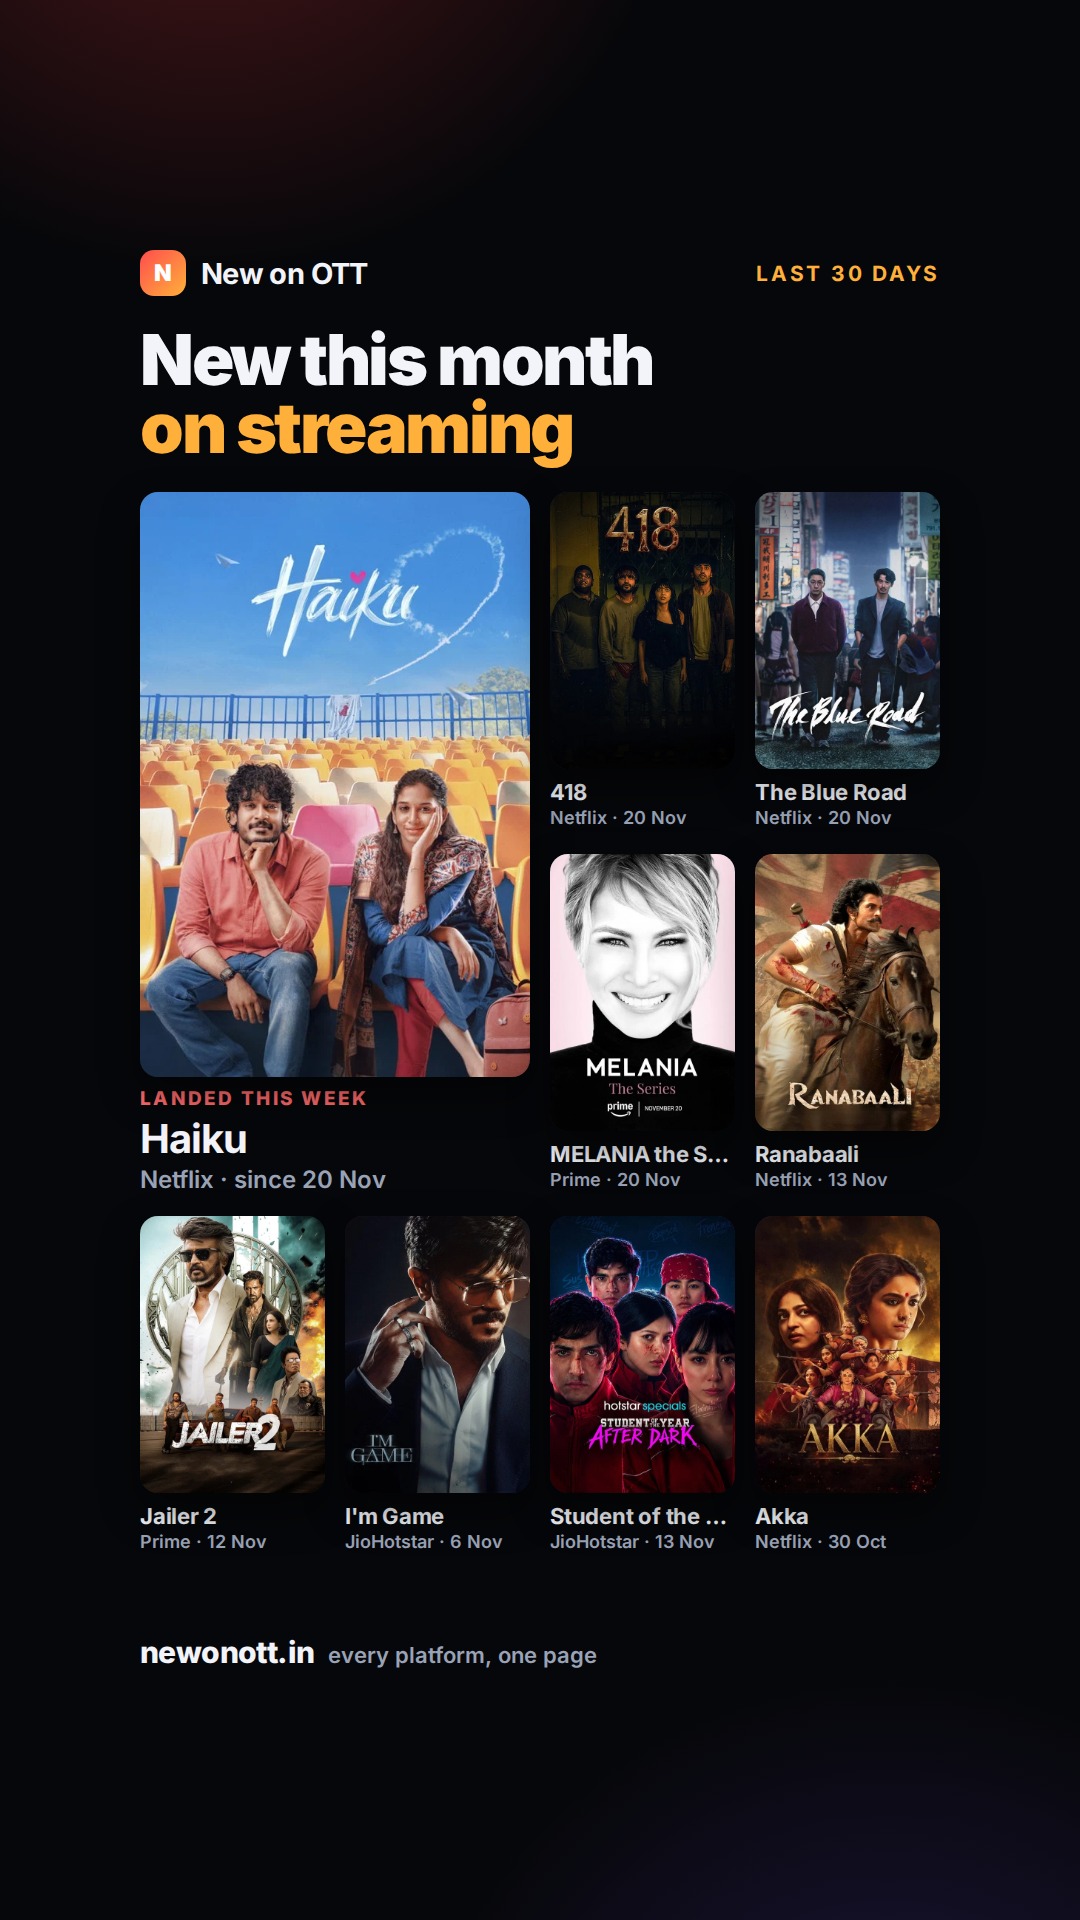 N New on OTT
LAST 30 DAYS
New this month
on streaming
Haiku
LANDED THIS WEEK
Haiku
Netflix · since 20 Nov
418
418
Netflix · 20 Nov
The Blue Road
The Blue Road
Netflix · 20 Nov
MELANIA
The Series
prime | NOVEMBER 20
MELANIA the S...
Prime · 20 Nov
RANABAALI
Ranabaali
Netflix · 13 Nov
JAILER 2
Jailer 2
Prime · 12 Nov
I'M
GAME
I'm Game
JioHotstar · 6 Nov
hotstar specials
STUDENT OF THE YEAR
AFTER DARK
Student of the ...
JioHotstar · 13 Nov
AKKA
Akka
Netflix · 30 Oct
newonott.in every platform, one page